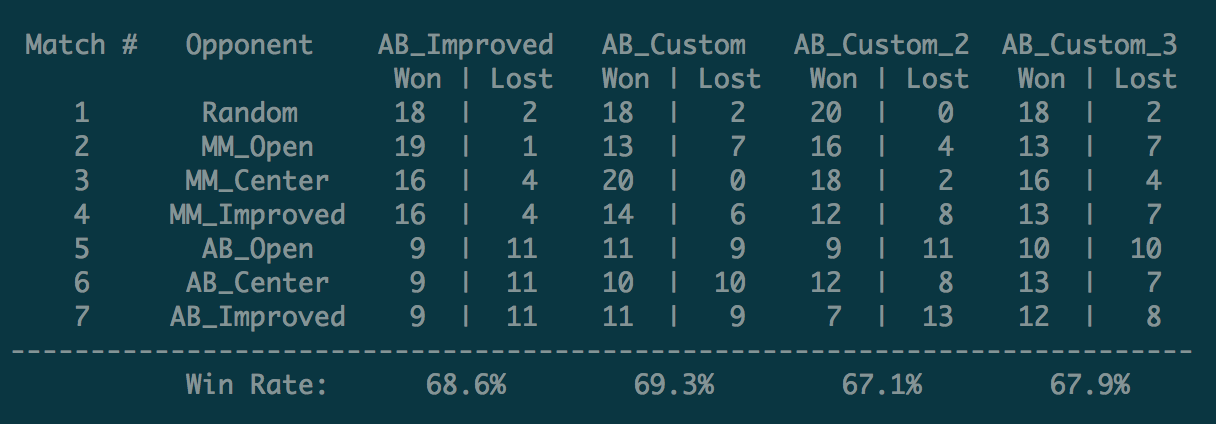 Match # Opponent AB_Improved AB_Custom AB_Custom_2 AB_Custom_3
Won | Lost Won | Lost Won | Lost Won | Lost
1 Random 18 | 2 18 | 2 20 | 0 18 | 2
2 MM_Open 19 | 1 13 | 7 16 | 4 13 | 7
3 MM_Center 16 | 4 20 | 0 18 | 2 16 | 4
4 MM_Improved 16 | 4 14 | 6 12 | 8 13 | 7
5 AB_Open 9 | 11 11 | 9 9 | 11 10 | 10
6 AB_Center 9 | 11 10 | 10 12 | 8 13 | 7
7 AB_Improved 9 | 11 11 | 9 7 | 13 12 | 8
--------------------------------------------------------------------------
Win Rate: 68.6% 69.3% 67.1% 67.9%